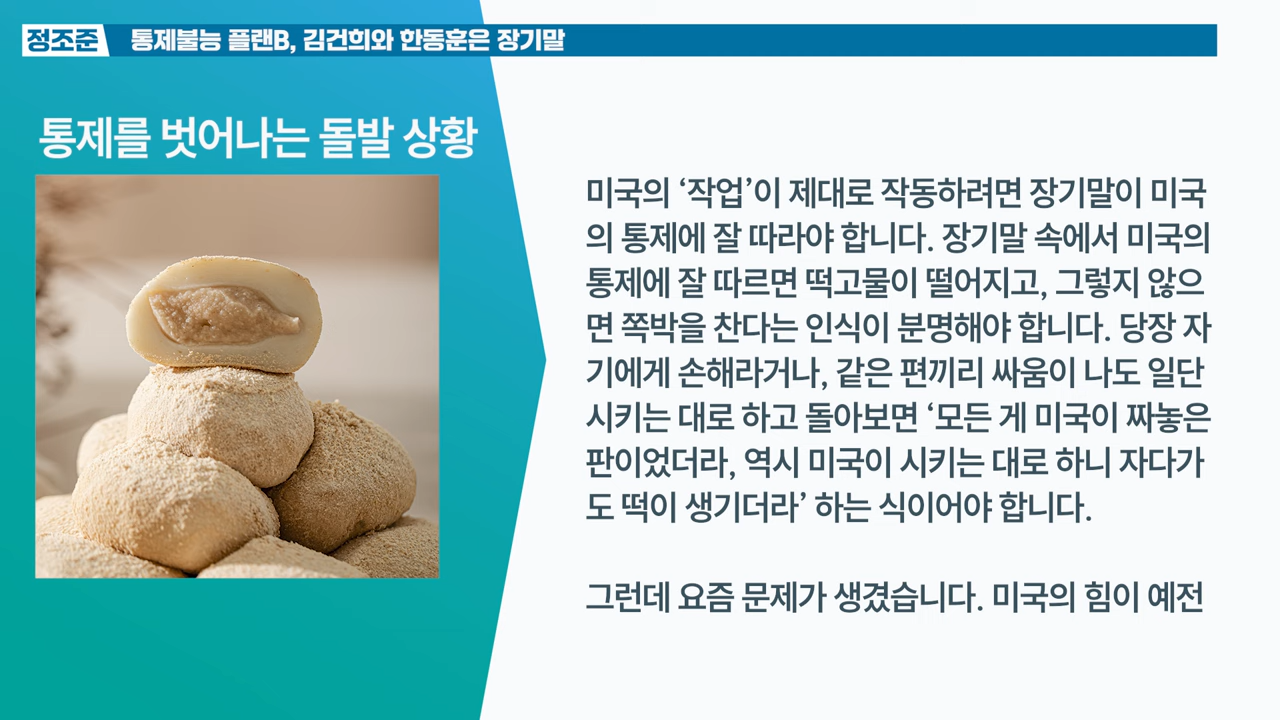 정조준
통제불능 플랜B, 김건희와 한동훈은 장기말
통제를 벗어나는 돌발 상황
미국의 ‘작업’이 제대로 작동하려면 장기말이 미국
의 통제에 잘 따라야 합니다. 장기말 속에서 미국의
통제에 잘 따르면 떡고물이 떨어지고, 그렇지 않으
면 쪽박을 찬다는 인식이 분명해야 합니다. 당장 자
기에게 손해라거나, 같은 편끼리 싸움이 나도 일단
시키는 대로 하고 돌아보면 ‘모든 게 미국이 짜놓은
판이었더라, 역시 미국이 시키는 대로 하니 자다가
도 떡이 생기더라’ 하는 식이어야 합니다.
그런데 요즘 문제가 생겼습니다. 미국의 힘이 예전